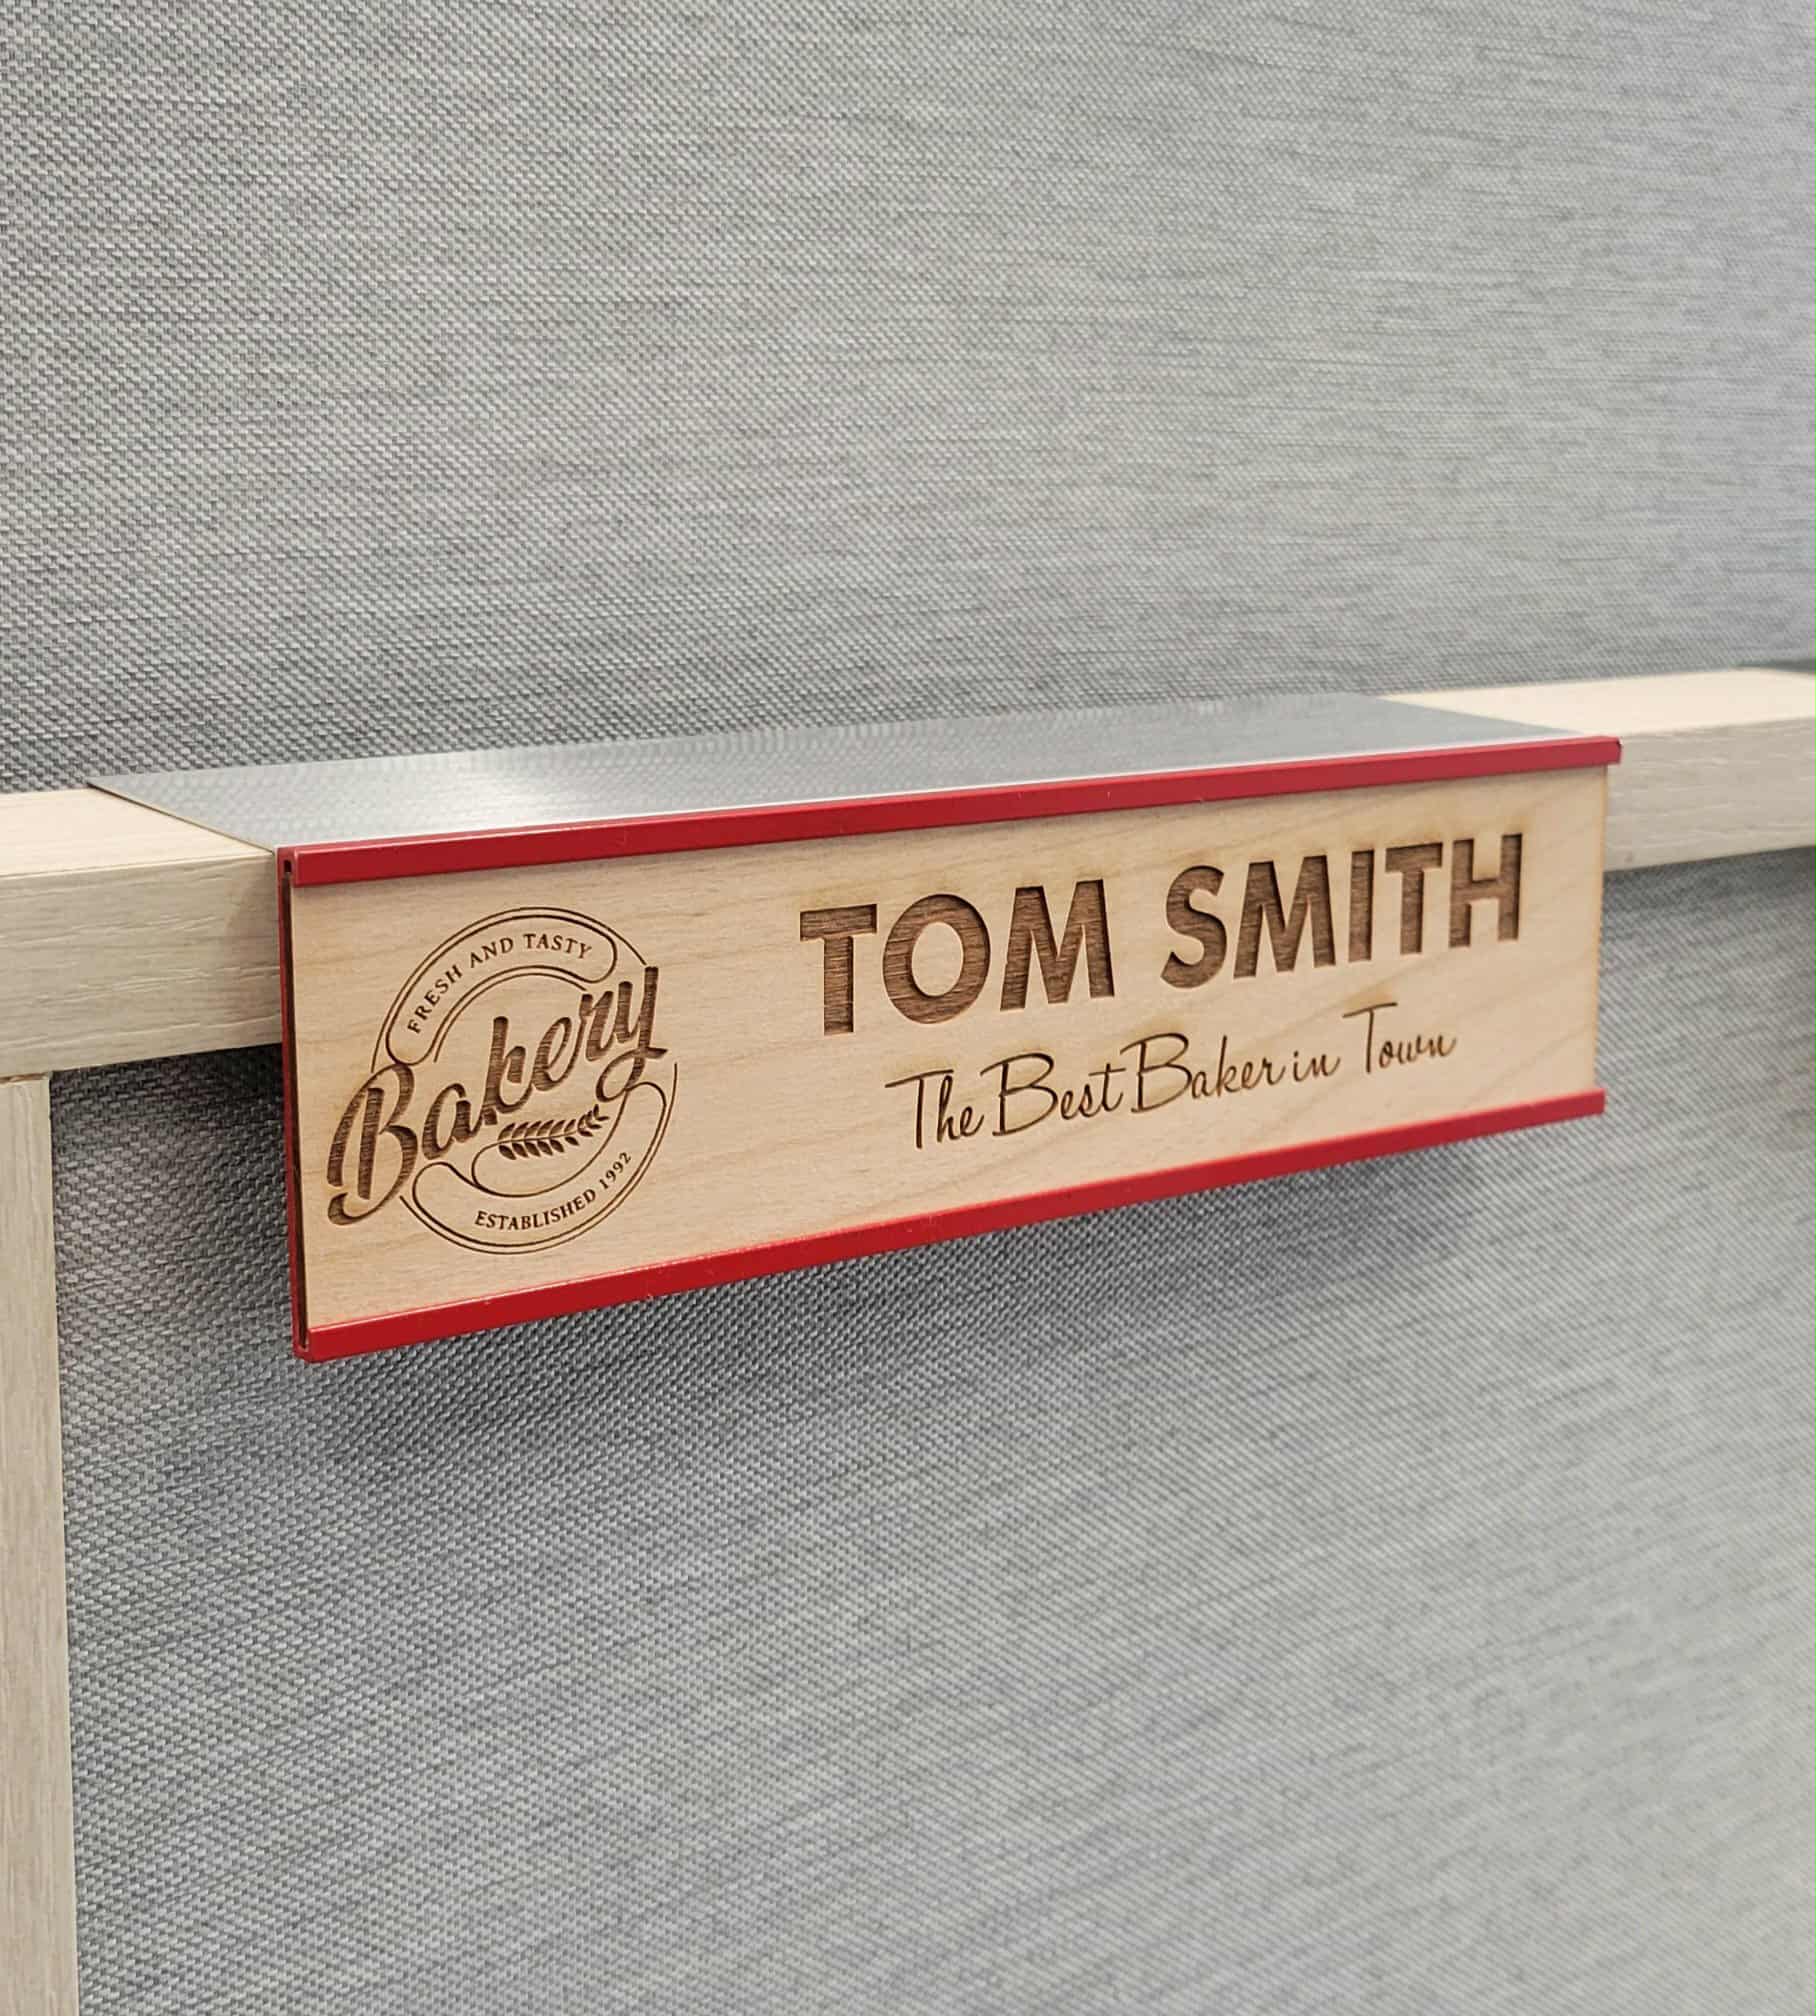 FRESH AND TASTY
Bakery
ESTABLISHED 1992
TOM SMITH
The Best Baker in Town